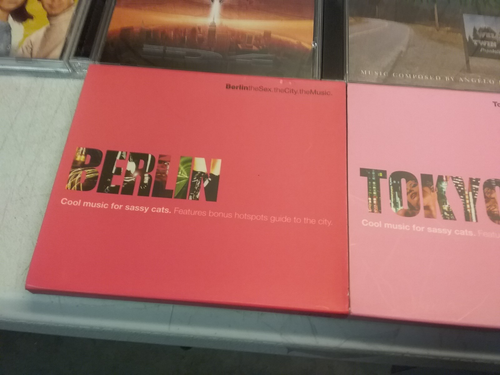 MUSIC COMPOSED BY ANGELO
Berlin.theSex.theCity.theMusic.
BERLIN
Cool music for sassy cats. Features bonus hotspots guide to the city.
TOKYO
Cool music for sassy cats.